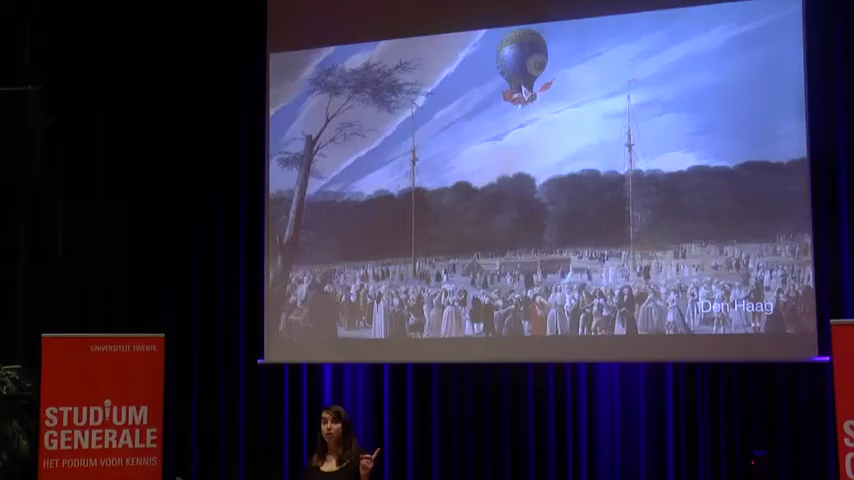 Den Haag
UNIVERSITEIT TWENTE.
STUDIUM
GENERALE
HET PODIUM VOOR KENNIS